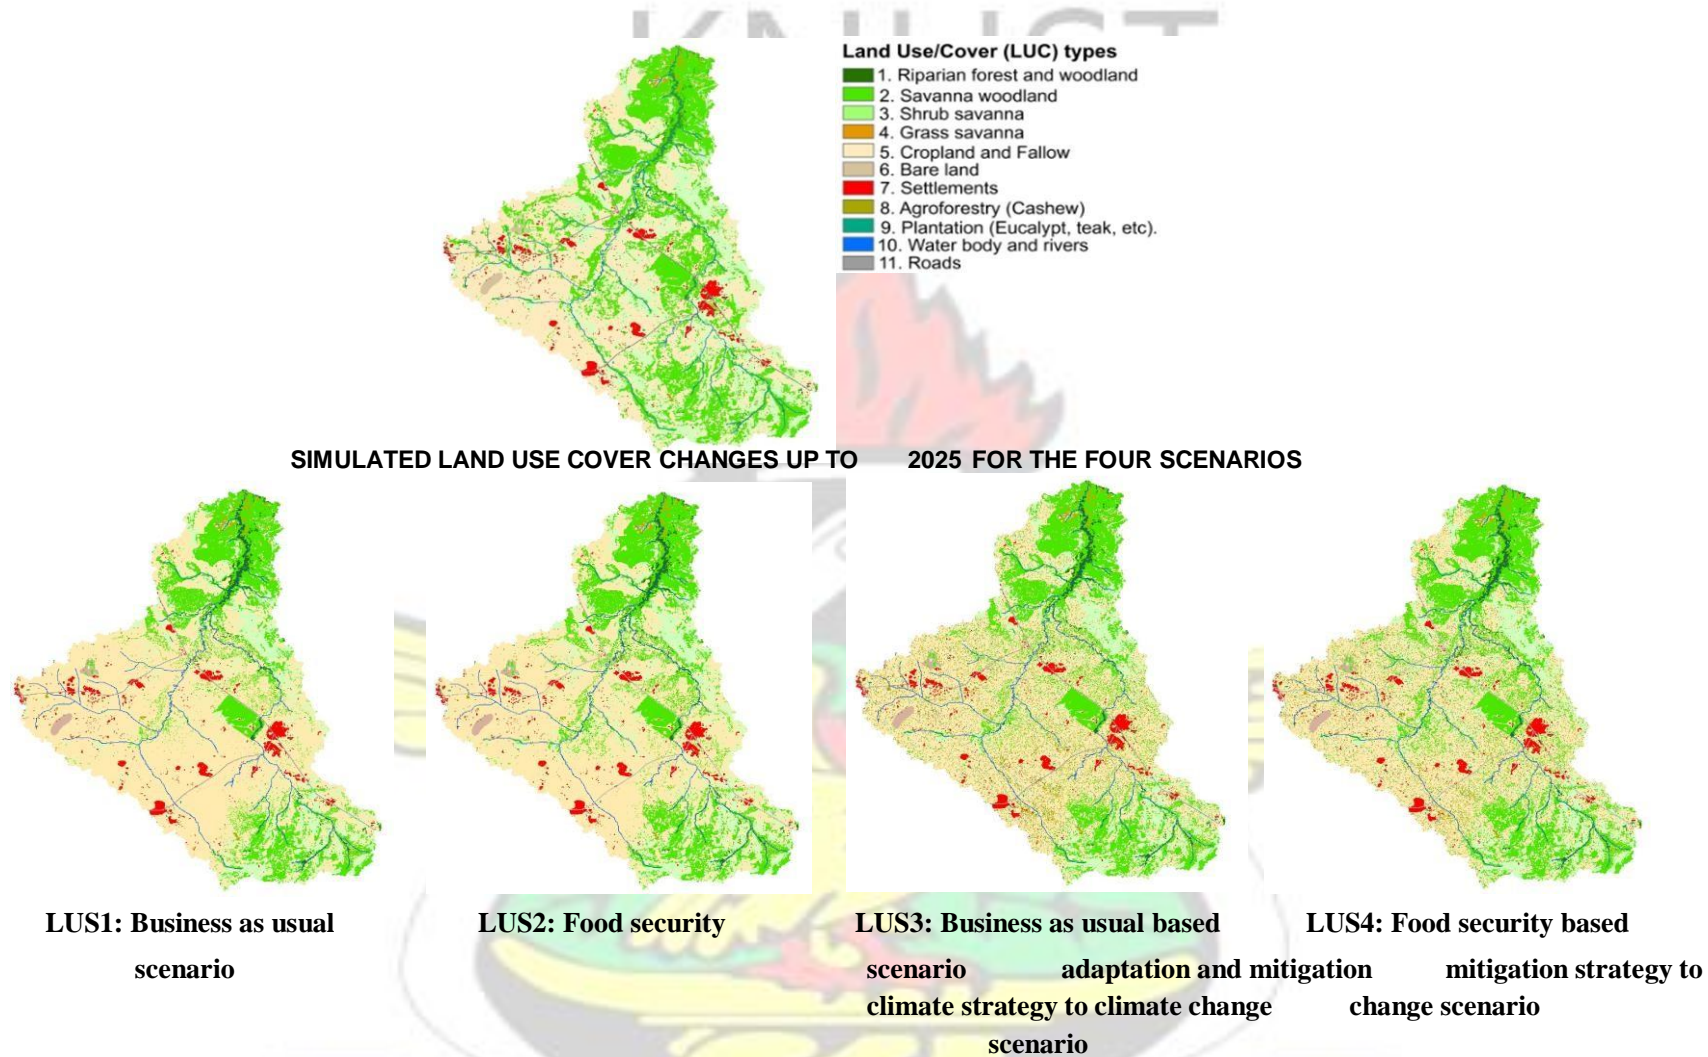 KNUST
Land Use/Cover (LUC) types
1. Riparian forest and woodland
2. Savanna woodland
3. Shrub savanna
4. Grass savanna
5. Cropland and Fallow
6. Bare land
7. Settlements
8. Agroforestry (Cashew)
9. Plantation (Eucalypt, teak, etc).
10. Water body and rivers
11. Roads
SIMULATED LAND USE COVER CHANGES UP TO 2025 FOR THE FOUR SCENARIOS
LUS1: Business as usual LUS2: Food security LUS3: Business as usual based LUS4: Food security based
scenario scenario adaptation and mitigation mitigation strategy to
climate strategy to climate change change scenario
scenario